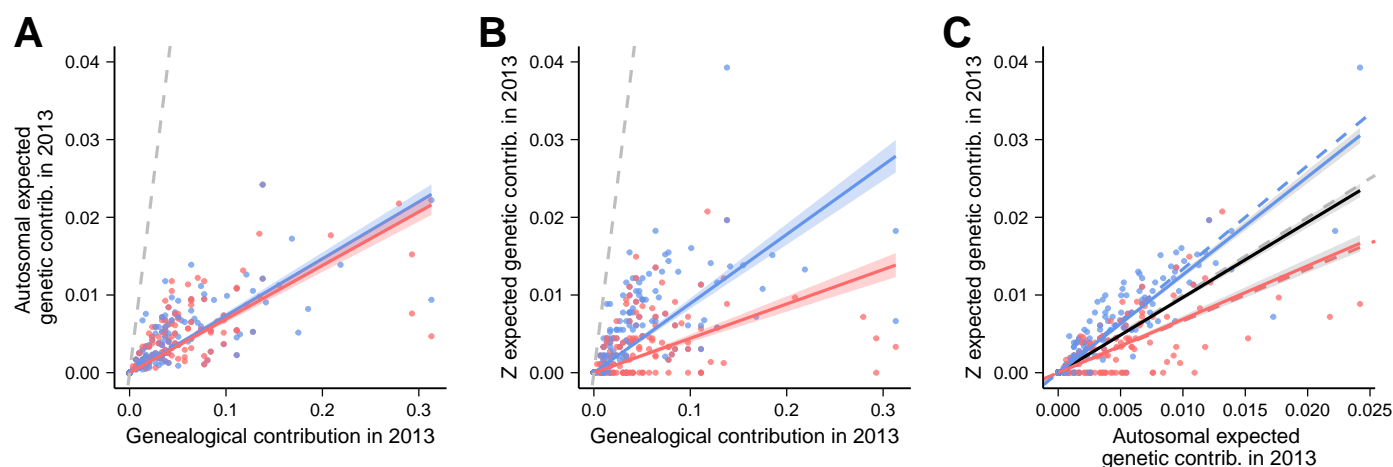 A
Autosomal expected
genetic contrib. in 2013
0.04
0.03
0.02
0.01
0.00
0.0
0.1
0.2
0.3
Genealogical contribution in 2013
B
Z expected genetic contrib. in 2013
0.04
0.03
0.02
0.01
0.00
0.0
0.1
0.2
0.3
Genealogical contribution in 2013
C
Z expected genetic contrib. in 2013
0.04
0.03
0.02
0.01
0.00
0.000
0.005
0.010
0.015
0.020
0.025
Autosomal expected
genetic contrib. in 2013